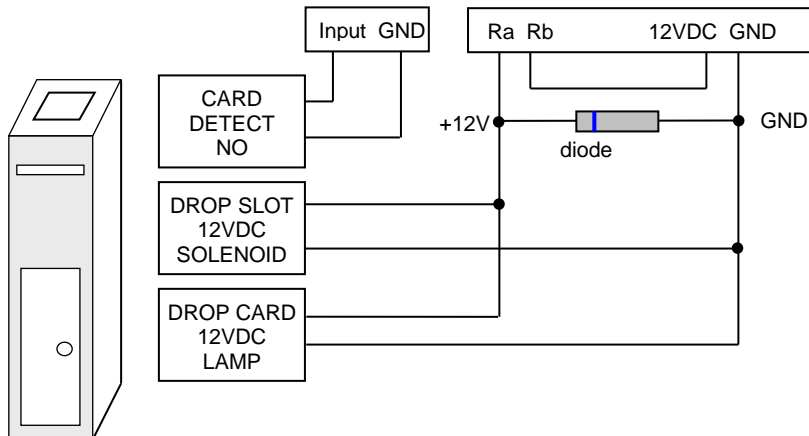 Input GND
Ra Rb 12VDC GND
CARD
DETECT
NO
+12V
GND
diode
DROP SLOT
12VDC
SOLENOID
DROP CARD
12VDC
LAMP